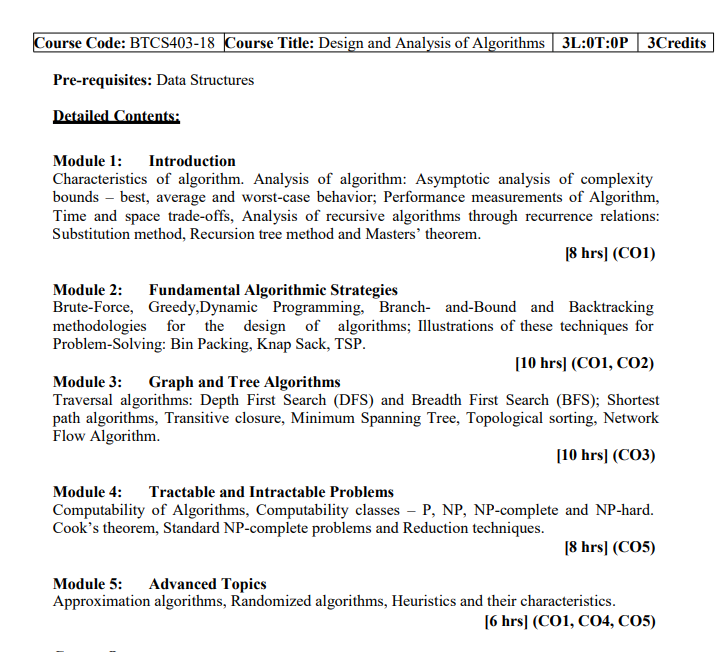 Course Code: BTCS403-18 Course Title: Design and Analysis of Algorithms 3L:0T:0P 3Credits
Pre-requisites: Data Structures
Detailed Contents:
Module 1: Introduction
Characteristics of algorithm. Analysis of algorithm: Asymptotic analysis of complexity
bounds – best, average and worst-case behavior; Performance measurements of Algorithm,
Time and space trade-offs, Analysis of recursive algorithms through recurrence relations:
Substitution method, Recursion tree method and Masters’ theorem.
[8 hrs] (CO1)
Module 2: Fundamental Algorithmic Strategies
Brute-Force, Greedy,Dynamic Programming, Branch- and-Bound and Backtracking
methodologies for the design of algorithms; Illustrations of these techniques for
Problem-Solving: Bin Packing, Knap Sack, TSP.
[10 hrs] (CO1, CO2)
Module 3: Graph and Tree Algorithms
Traversal algorithms: Depth First Search (DFS) and Breadth First Search (BFS); Shortest
path algorithms, Transitive closure, Minimum Spanning Tree, Topological sorting, Network
Flow Algorithm.
[10 hrs] (CO3)
Module 4: Tractable and Intractable Problems
Computability of Algorithms, Computability classes – P, NP, NP-complete and NP-hard.
Cook’s theorem, Standard NP-complete problems and Reduction techniques.
[8 hrs] (CO5)
Module 5: Advanced Topics
Approximation algorithms, Randomized algorithms, Heuristics and their characteristics.
[6 hrs] (CO1, CO4, CO5)